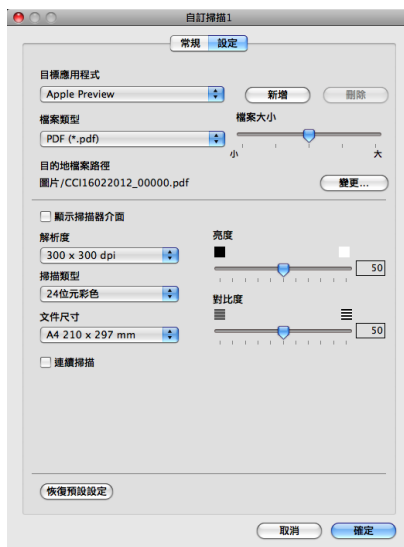 自訂掃描1
常規 設定
目標應用程式
Apple Preview 新增 刪除
檔案類型 檔案大小
PDF (*.pdf)
小 大
目的地檔案路徑
圖片/CCI16022012_00000.pdf 變更...
顯示掃描器介面
解析度 亮度
300 x 300 dpi 50
掃描類型
24位元彩色 對比度
文件尺寸
A4 210 x 297 mm 50
連續掃描
恢復預設設定
取消 確定